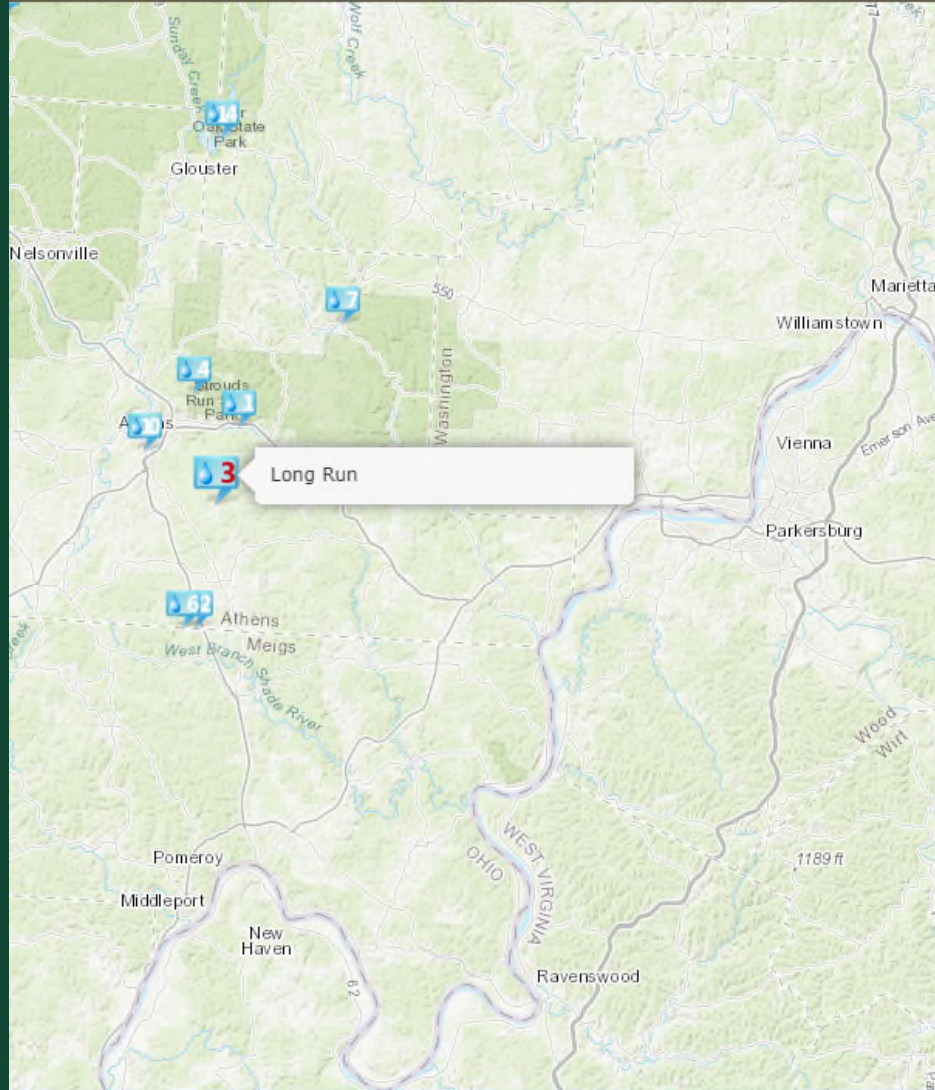 Sunday Creek
Wolf Creek
77
14
Oak State
Park
Glouster
Nelsonville
7
550
Marietta
Williamstown
Washington
4
Strouds
Run
1
10
Vienna
Emerson Ave
3
Long Run
Parkersburg
62
Athens
Meigs
West Branch Shade River
Wood
Wirt
WEST VIRGINIA
OHIO
Pomeroy
1189 ft
Middleport
New
Haven
62
Ravenswood